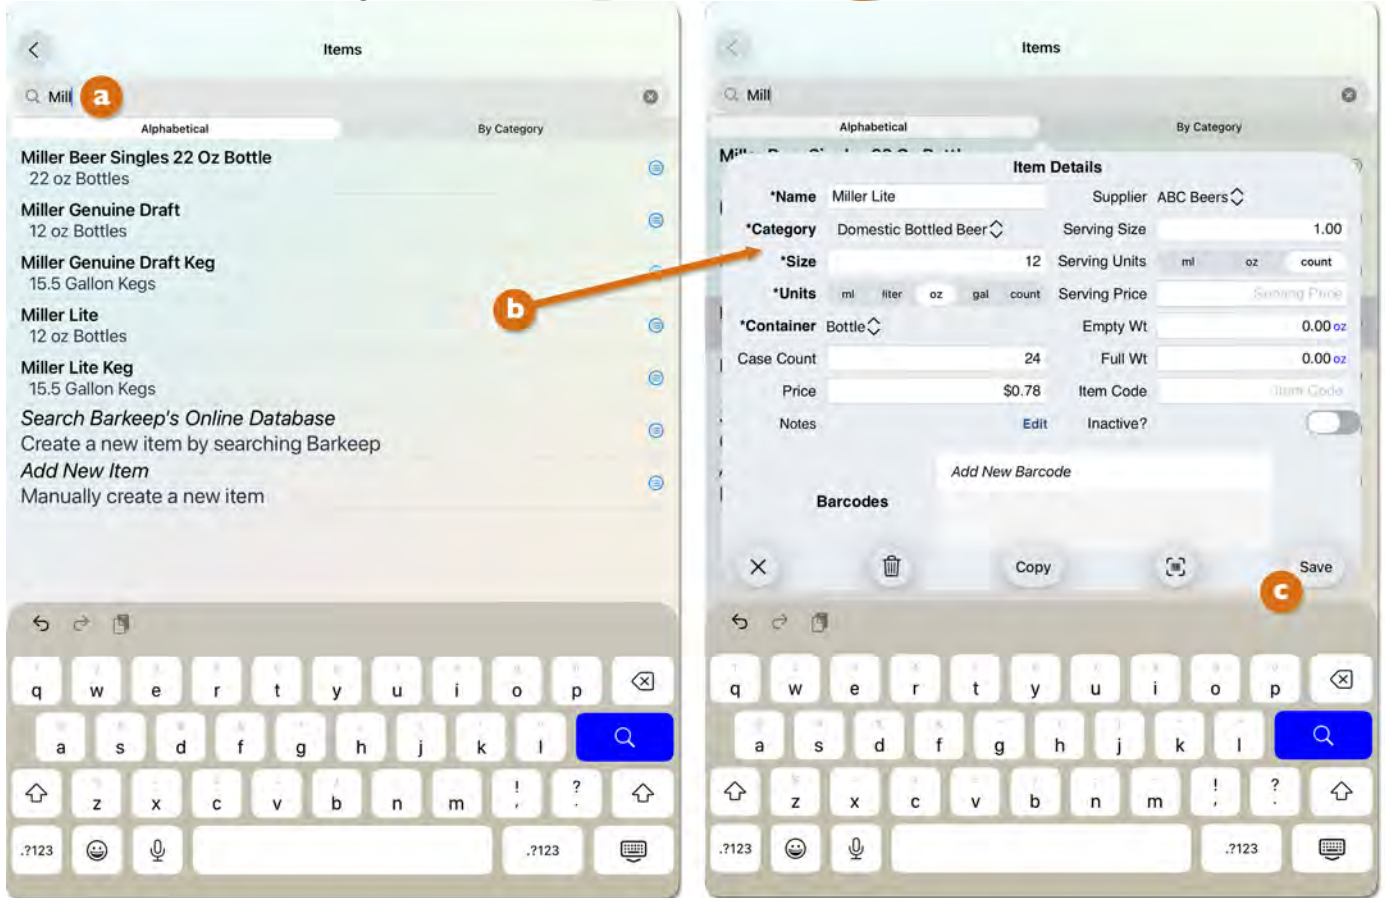 Items
Mill
a
Alphabetical By Category
Miller Beer Singles 22 Oz Bottle
22 oz Bottles
Miller Genuine Draft
12 oz Bottles
Miller Genuine Draft Keg
15.5 Gallon Kegs
Miller Lite
12 oz Bottles
Miller Lite Keg
15.5 Gallon Kegs
Search Barkeep's Online Database
Create a new item by searching Barkeep
Add New Item
Manually create a new item
b
q w e r t y u i o p
a s d f g h j k l
z x c v b n m ! , ? .
.?123 .?123
Items
Mill
Alphabetical By Category
Item Details
*Name Miller Lite Supplier ABC Beers
*Category Domestic Bottled Beer Serving Size 1.00
*Size 12 Serving Units ml oz count
*Units ml liter oz gal count Serving Price Serving Price
*Container Bottle Empty Wt 0.00 oz
Case Count 24 Full Wt 0.00 oz
Price $0.78 Item Code Item Code
Notes Edit Inactive?
Add New Barcode
Barcodes
Copy Save
c
q w e r t y u i o p
a s d f g h j k l
z x c v b n m ! , ? .
.?123 .?123